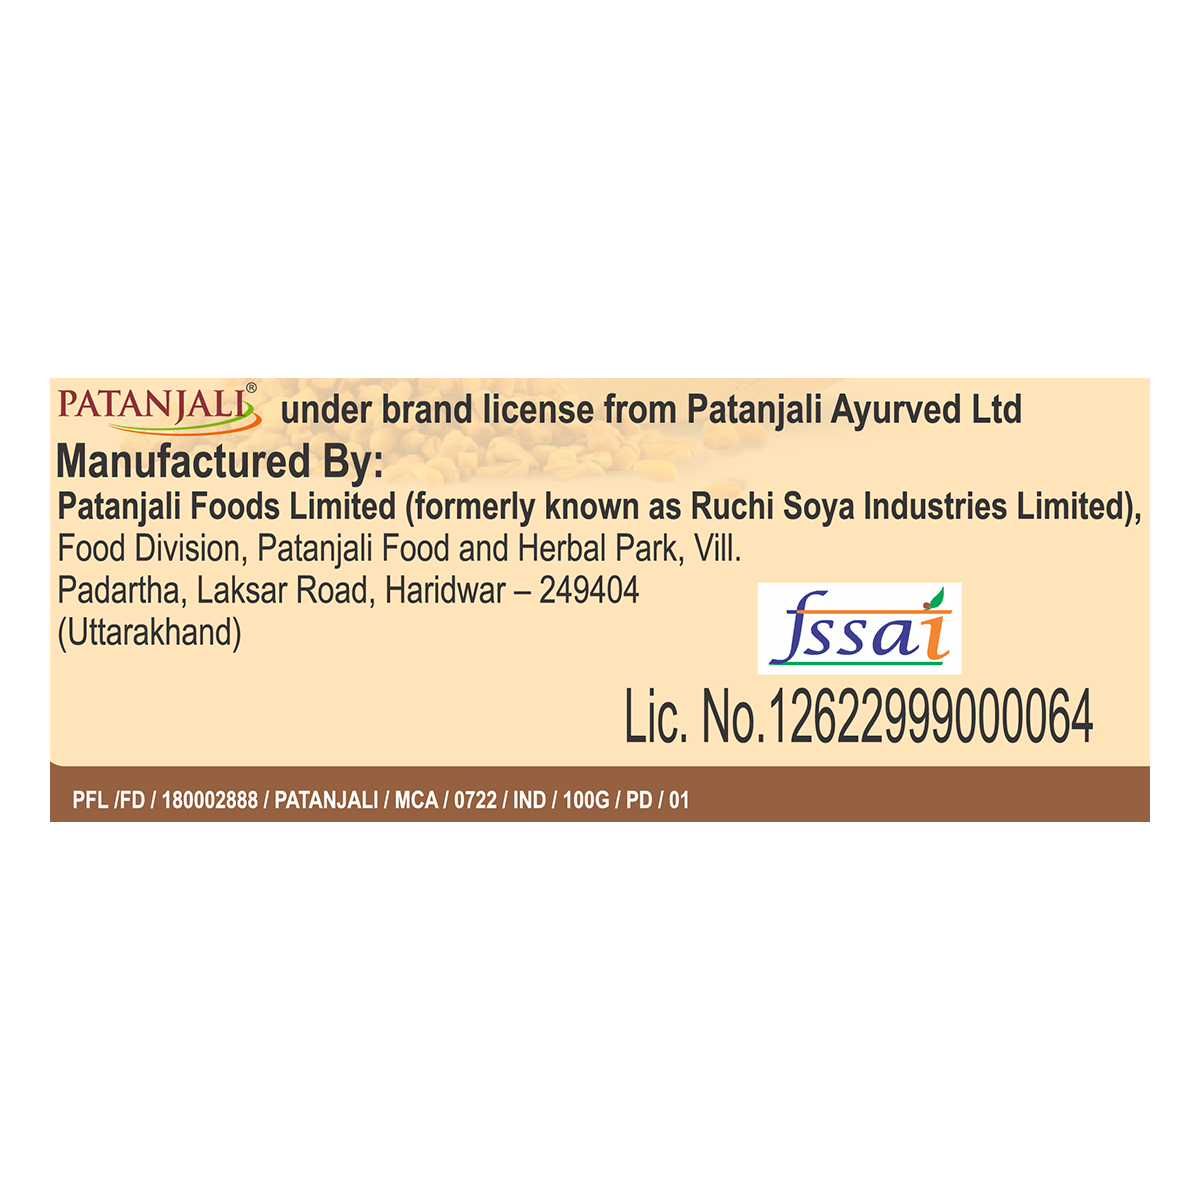 PATANJALI® under brand license from Patanjali Ayurved Ltd
Manufactured By:
Patanjali Foods Limited (formerly known as Ruchi Soya Industries Limited),
Food Division, Patanjali Food and Herbal Park, Vill.
Padartha, Laksar Road, Haridwar – 249404
(Uttarakhand)
fssai
Lic. No.12622999000064
PFL /FD / 180002888 / PATANJALI / MCA / 0722 / IND / 100G / PD / 01